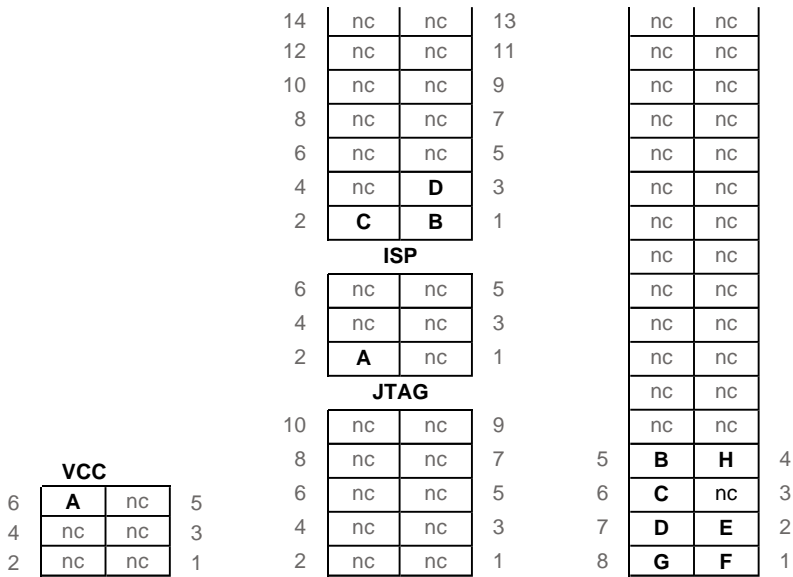 14 nc nc 13 nc nc
12 nc nc 11 nc nc
10 nc nc 9 nc nc
8 nc nc 7 nc nc
6 nc nc 5 nc nc
4 nc D 3 nc nc
2 C B 1 nc nc
ISP nc nc
6 nc nc 5 nc nc
4 nc nc 3 nc nc
2 A nc 1 nc nc
JTAG nc nc
10 nc nc 9 nc nc
VCC 8 nc nc 7 5 B H 4
6 A nc 5 6 nc nc 5 6 C nc 3
4 nc nc 3 4 nc nc 3 7 D E 2
2 nc nc 1 2 nc nc 1 8 G F 1